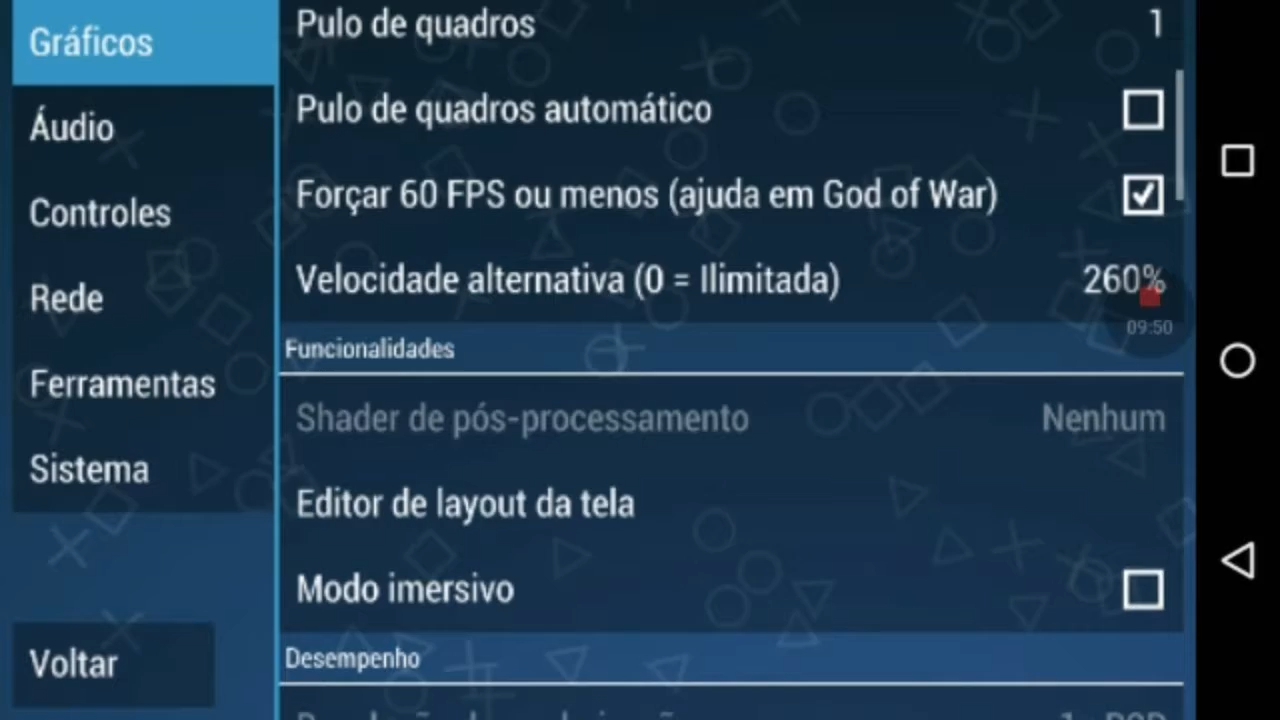 Gráficos
Áudio
Controles
Rede
Ferramentas
Sistema
Voltar
Pulo de quadros 1
Pulo de quadros automático
Forçar 60 FPS ou menos (ajuda em God of War)
Velocidade alternativa (0 = Ilimitada) 260%
09:50
Funcionalidades
Shader de pós-processamento Nenhum
Editor de layout da tela
Modo imersivo
Desempenho